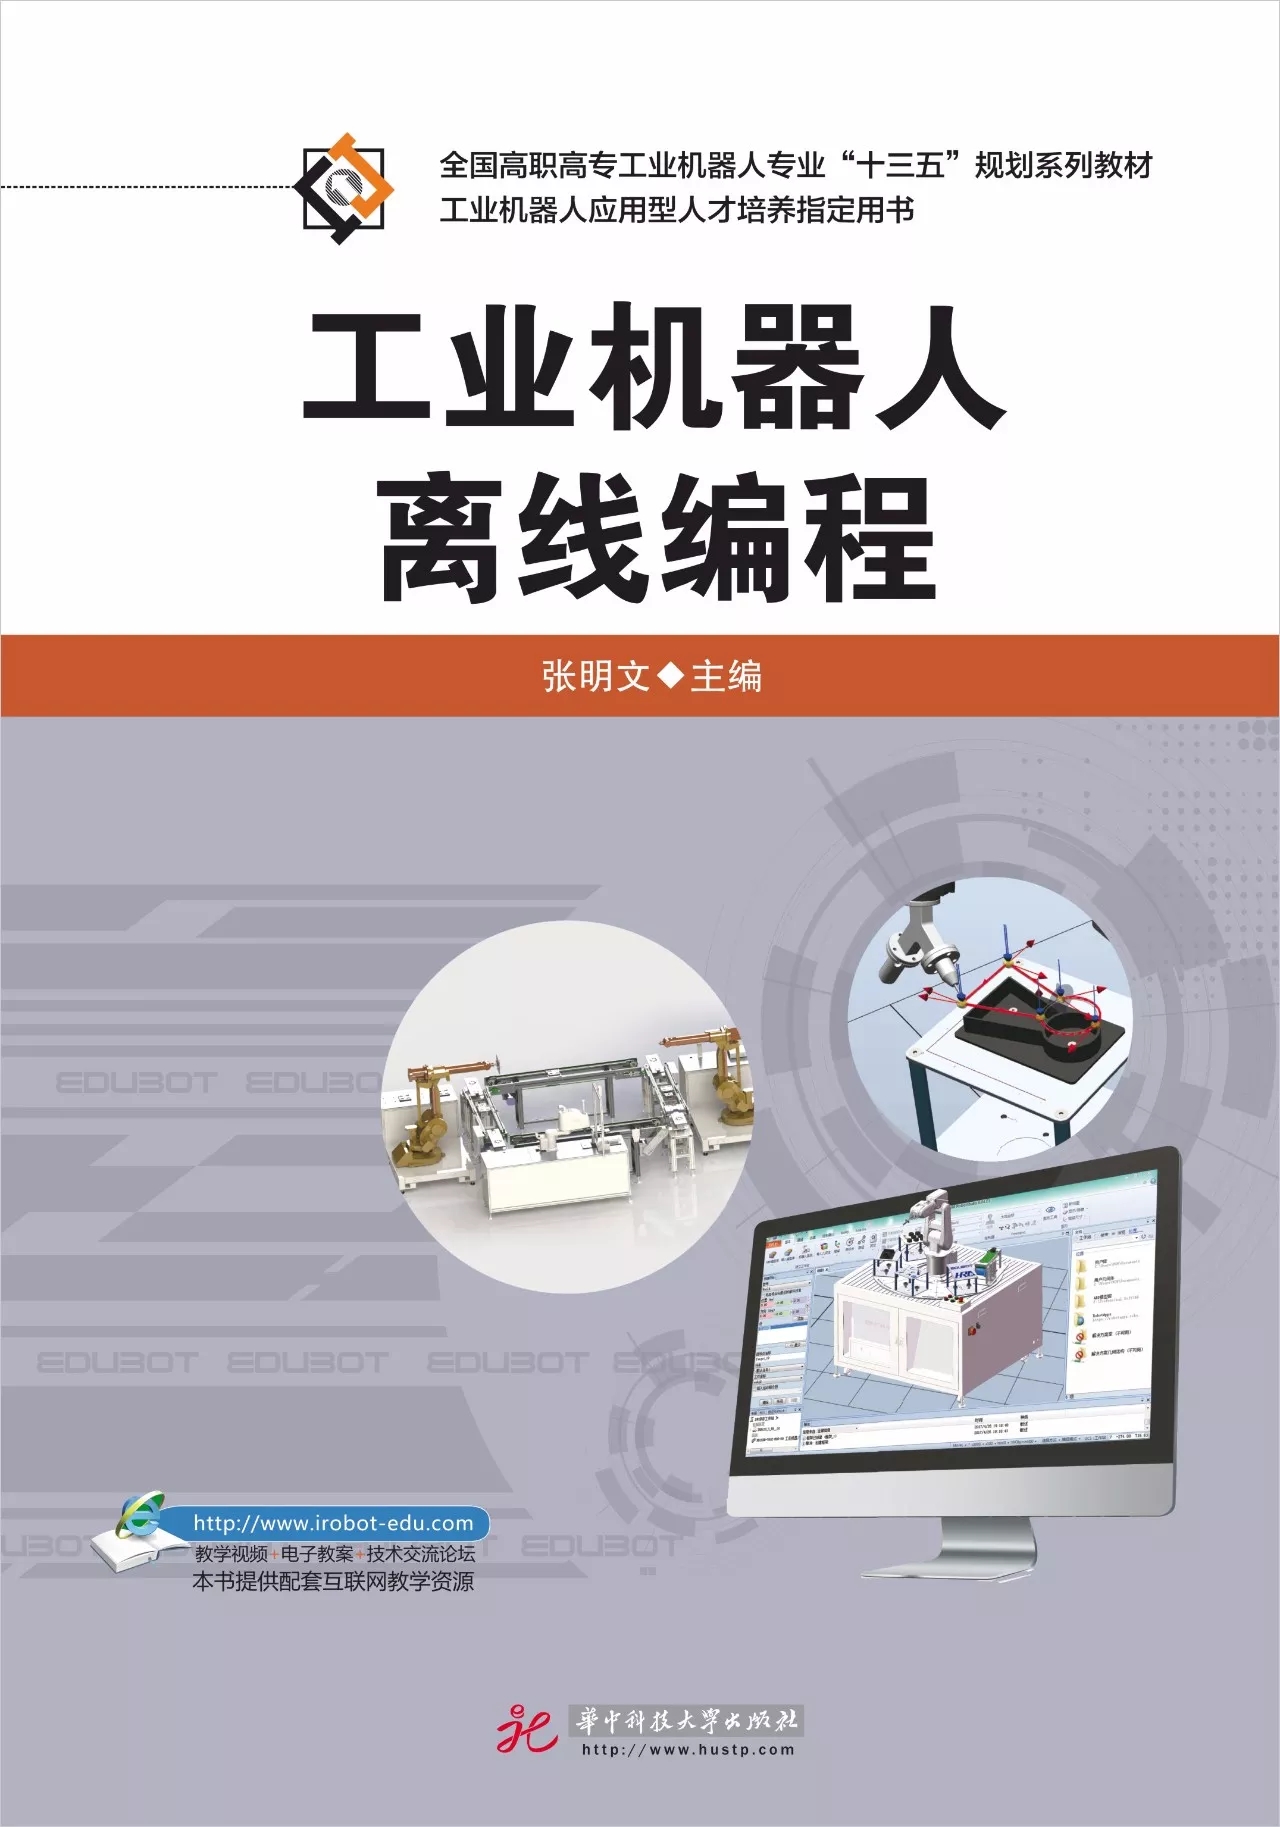 全国高职高专工业机器人专业“十三五”规划系列教材
工业机器人应用型人才培养指定用书
工业机器人
离线编程
张明文◆主编
EDUBOT EDUBOT
EDUBOT EDUBOT EDUBOT EDUBOT
http://www.irobot-edu.com
教学视频+电子教案+技术交流论坛
本书提供配套互联网教学资源
EDUBOT
華中科技大學出版社
http://www.hustp.com